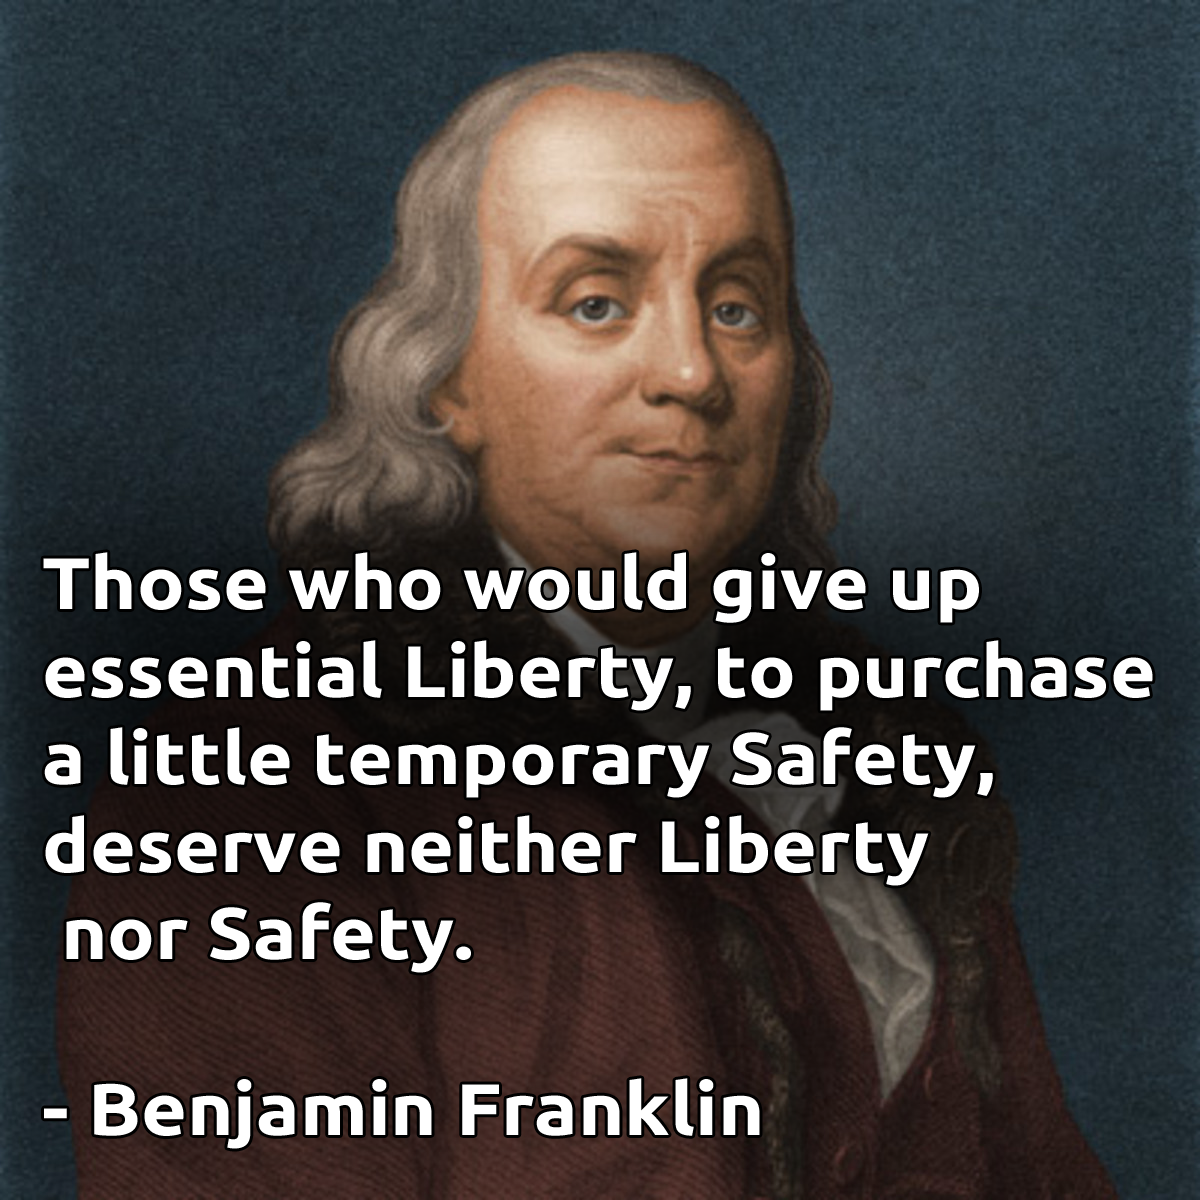 Those who would give up
essential Liberty, to purchase
a little temporary Safety,
deserve neither Liberty
nor Safety.
- Benjamin Franklin